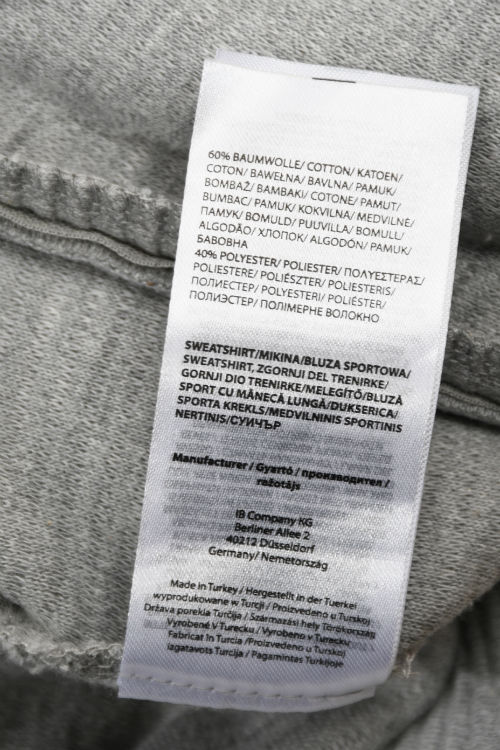 60% BAUMWOLLE/ COTTON/ KATOEN/
COTON/ BAWEŁNA/ BAVLNA/ PAMUK/
BOMBAŽ/ BAMBAKI/ COTONE/ PAMUT/
BUMBAC/ PAMUK/ KOKVILNA/ MEDVILNĖ/
ПАМУК/ BOMULD/ PUUVILLA/ BOMULL/
ALGODÃO/ ХЛОПОК/ ALGODÓN/ PAMUK/
БАВОВНА
40% POLYESTER/ POLIESTER/ ΠΟΛΥΕΣΤΕΡΑΣ/
POLIESTERE/ POLIÉSZTER/ POLIESTERIS/
ПОЛИЕСТЕР/ POLYESTERI/ POLIÉSTER/
ПОЛИЭСТЕР/ ПОЛІМЕРНЕ ВОЛОКНО
SWEATSHIRT/MIKINA/BLUZA SPORTOWA/
SWEATSHIRT, ZGORNJI DEL TRENIRKE/
GORNJI DIO TRENIRKE/MELEGÍTŐ/BLUZĂ
SPORT CU MÂNECĂ LUNGĂ/DUKSERICA/
SPORTA KREKLS/MEDVILNINIS SPORTINIS
NERTINIS/СУИЧЪР
Manufacturer / Gyartó / производител /
ražotājs
IB Company KG
Berliner Allee 2
40212 Düsseldorf
Germany/ Nemetország
Made in Turkey / Hergestellt in der Tuerkei
wyprodukowane w Turcji / Proizvedeno u Turskoj
Država porekla Turčija / Származási hely Törökország
Vyrobené V Turecku / Vyrobeno v Turecku
Fabricat In Turcia / Proizvedeno u Turskoj
Izgatavots Turcija / Pagamintas Turkijoje